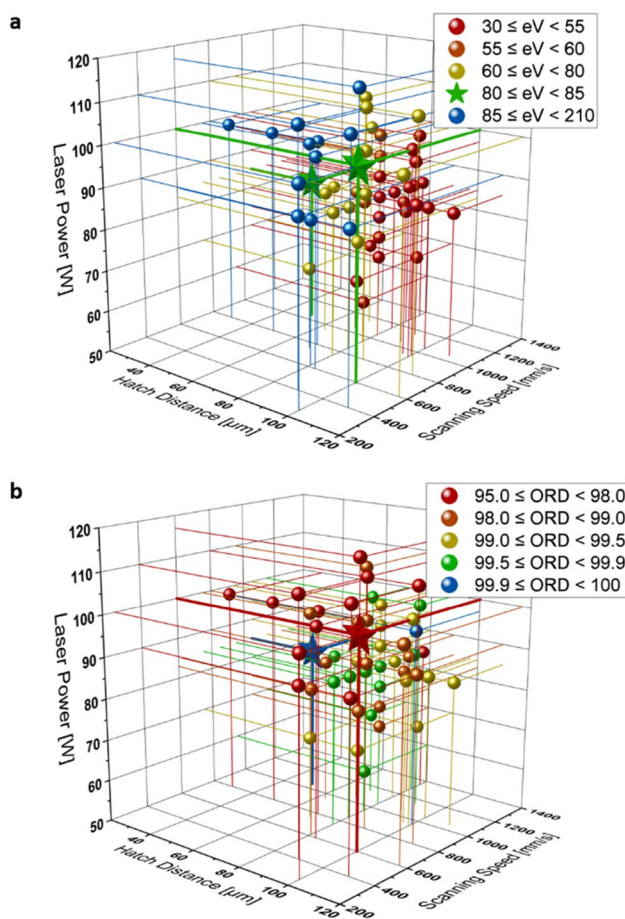 a
30 ≤ eV < 55
55 ≤ eV < 60
60 ≤ eV < 80
80 ≤ eV < 85
85 ≤ eV < 210
120
110
100
90
80
70
60
50
Laser Power [W]
40
60
80
100
120
Hatch Distance [µm]
200
400
600
800
1000
1200
1400
Scanning Speed [mm/s]
b
95.0 ≤ ORD < 98.0
98.0 ≤ ORD < 99.0
99.0 ≤ ORD < 99.5
99.5 ≤ ORD < 99.9
99.9 ≤ ORD < 100
120
110
100
90
80
70
60
50
Laser Power [W]
40
60
80
100
120
Hatch Distance [µm]
200
400
600
800
1000
1200
1400
Scanning Speed [mm/s]